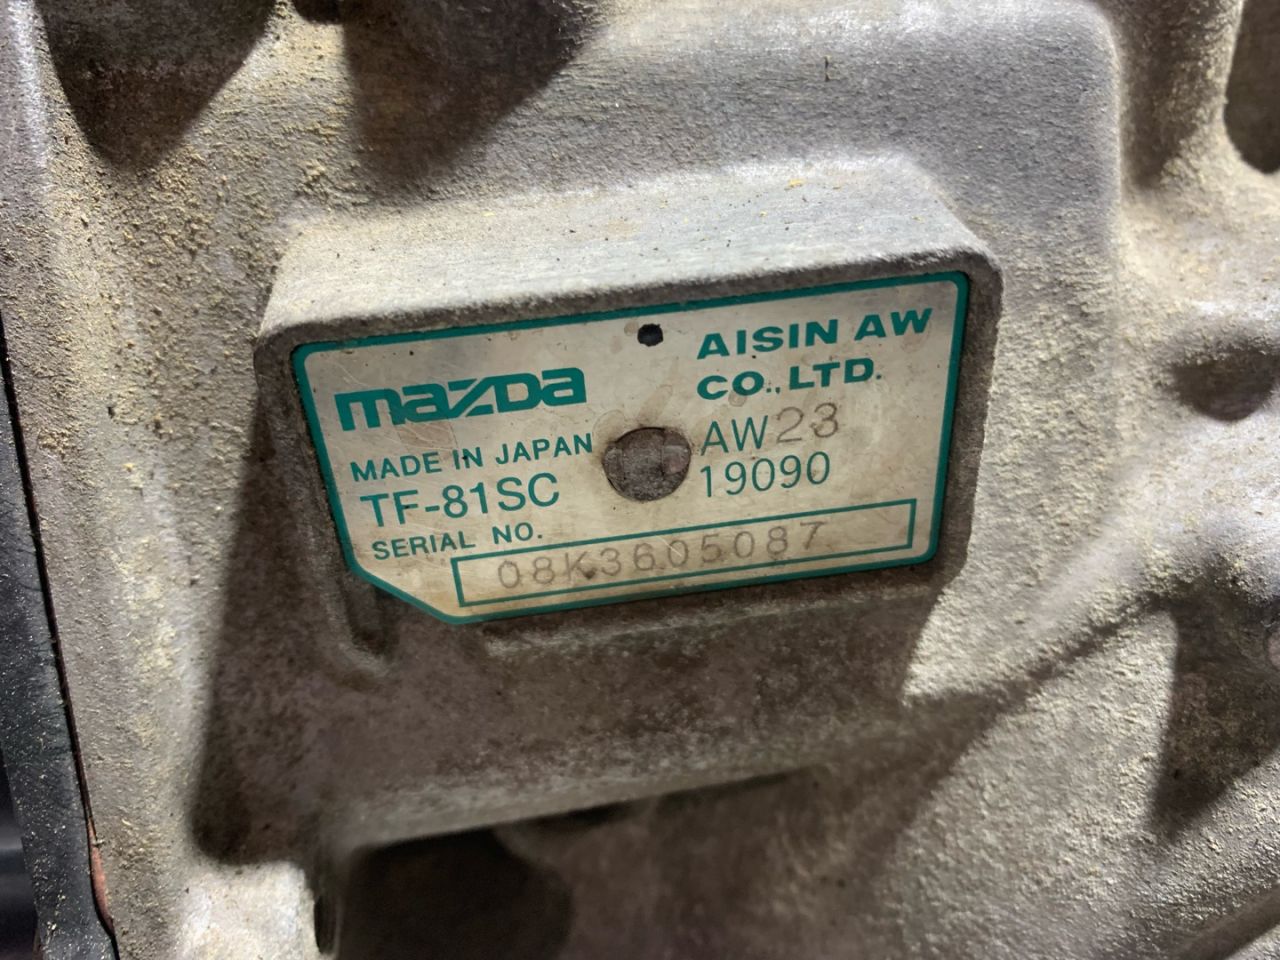 mazda
MADE IN JAPAN
TF-81SC
SERIAL NO.
08K3605087
AISIN AW
CO.,LTD.
AW23
19090